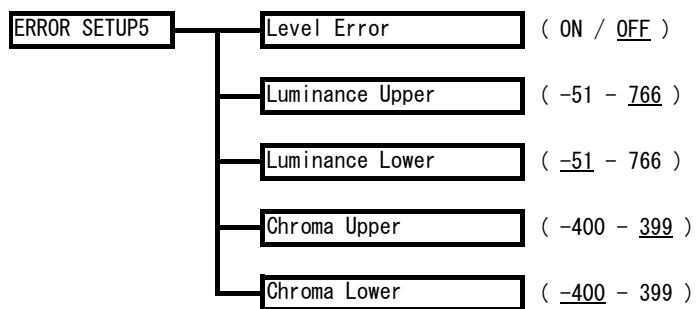 ERROR SETUP5 Level Error ( ON / OFF )
Luminance Upper ( -51 - 766 )
Luminance Lower ( -51 - 766 )
Chroma Upper ( -400 - 399 )
Chroma Lower ( -400 - 399 )